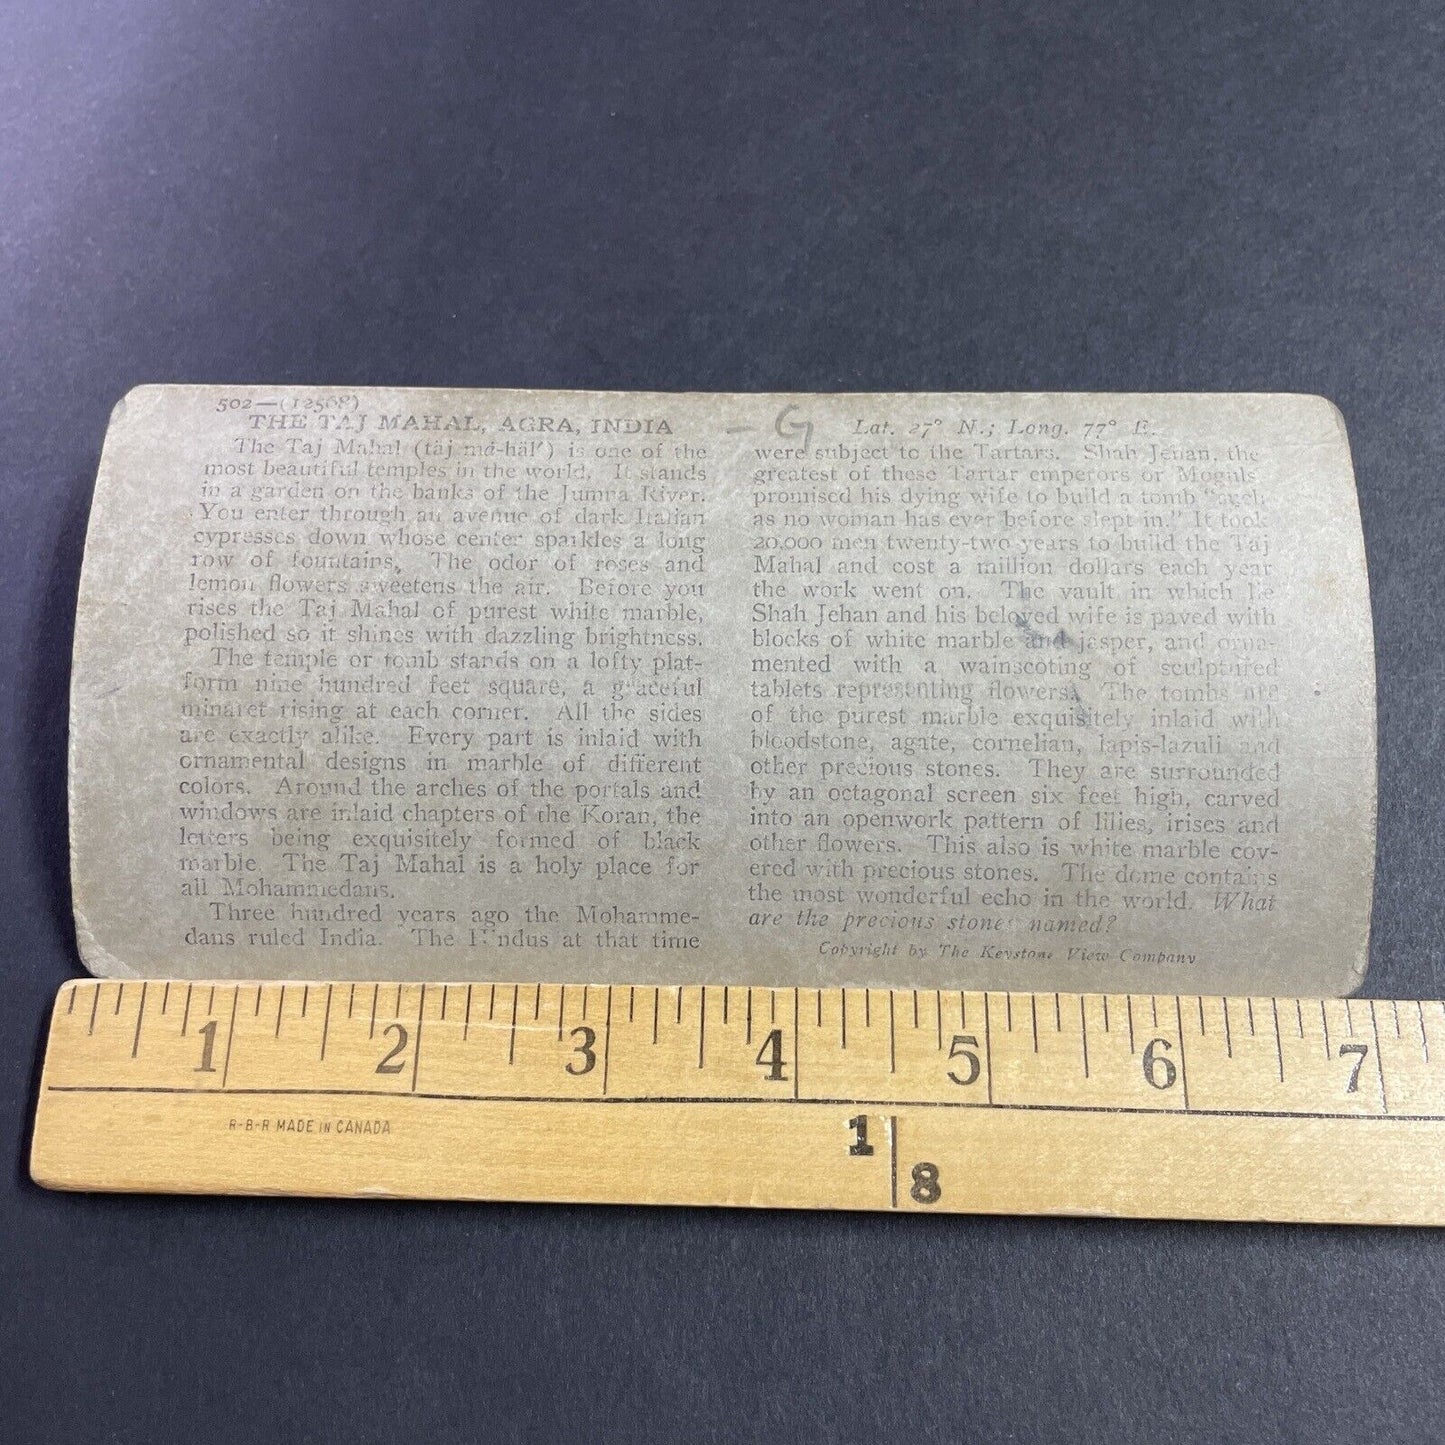 502—(12568)
THE TAJ MAHAL, AGRA, INDIA
The Taj Mahal (täj má-häl′) is one of the
most beautiful temples in the world. It stands
in a garden on the banks of the Jumna River.
You enter through an avenue of dark Italian
cypresses down whose center sparkles a long
row of fountains. The odor of roses and
lemon flowers sweetens the air. Before you
rises the Taj Mahal of purest white marble,
polished so it shines with dazzling brightness.
The temple or tomb stands on a lofty plat-
form nine hundred feet square, a graceful
minaret rising at each corner. All the sides
are exactly alike. Every part is inlaid with
ornamental designs in marble of different
colors. Around the arches of the portals and
windows are inlaid chapters of the Koran, the
letters being exquisitely formed of black
marble. The Taj Mahal is a holy place for
all Mohammedans.
Three hundred years ago the Mohamme-
dans ruled India. The Hindus at that time
- G
Lat. 27° N.; Long. 77° E.
were subject to the Tartars. Shah Jehan, the
greatest of these Tartar emperors or Moguls
promised his dying wife to build a tomb "such
as no woman has ever before slept in." It took
20,000 men twenty-two years to build the Taj
Mahal and cost a million dollars each year
the work went on. The vault in which lie
Shah Jehan and his beloved wife is paved with
blocks of white marble and jasper, and orna-
mented with a wainscoting of sculptured
tablets representing flowers. The tombs are
of the purest marble exquisitely inlaid with
bloodstone, agate, cornelian, lapis-lazuli and
other precious stones. They are surrounded
by an octagonal screen six feet high, carved
into an openwork pattern of lilies, irises and
other flowers. This also is white marble cov-
ered with precious stones. The dome contains
the most wonderful echo in the world. What
are the precious stones named?
Copyright by The Keystone View Company
1 2 3 4 5 6 7
R-B-R MADE IN CANADA
1 8